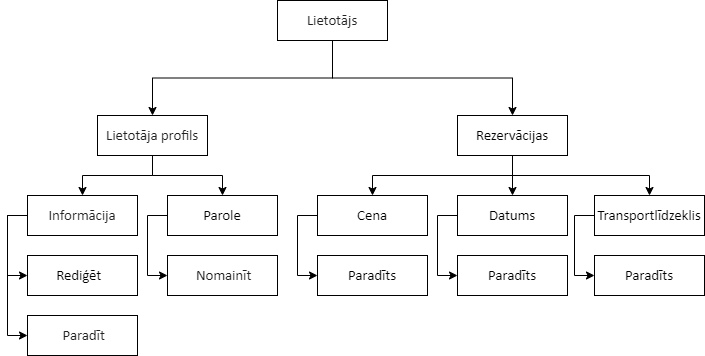 Lietotājs
Lietotāja profils
Rezervācijas
Informācija
Parole
Cena
Datums
Transportlīdzeklis
Rediģēt
Nomainīt
Paradīts
Paradīts
Paradīts
Paradīt